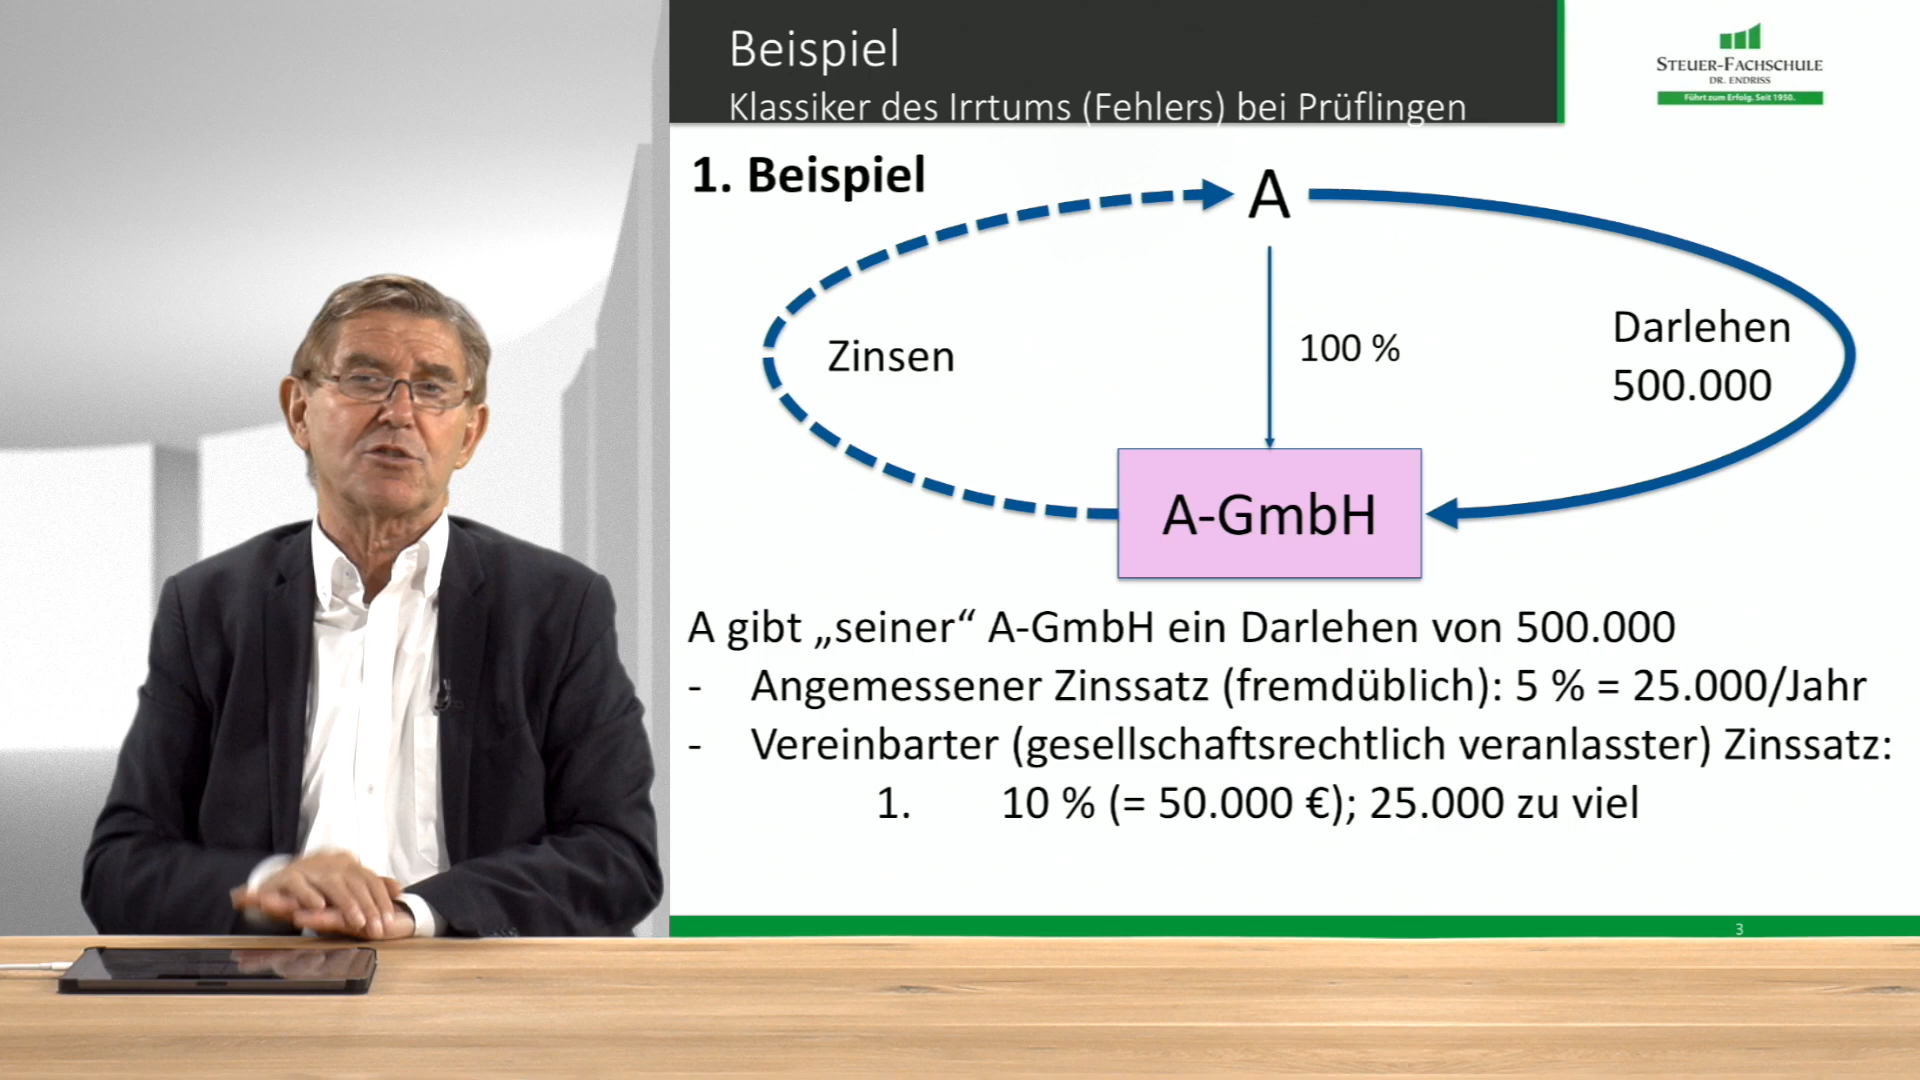 Beispiel
Klassiker des Irrtums (Fehlers) bei Prüflingen
STEUER-FACHSCHULE
DR. ENDRISS
Führt zum Erfolg. Seit 1950.
1. Beispiel
A
Zinsen
100 %
Darlehen
500.000
A-GmbH
A gibt „seiner“ A-GmbH ein Darlehen von 500.000
- Angemessener Zinssatz (fremdüblich): 5 % = 25.000/Jahr
- Vereinbarter (gesellschaftsrechtlich veranlasster) Zinssatz:
1. 10 % (= 50.000 €); 25.000 zu viel
3